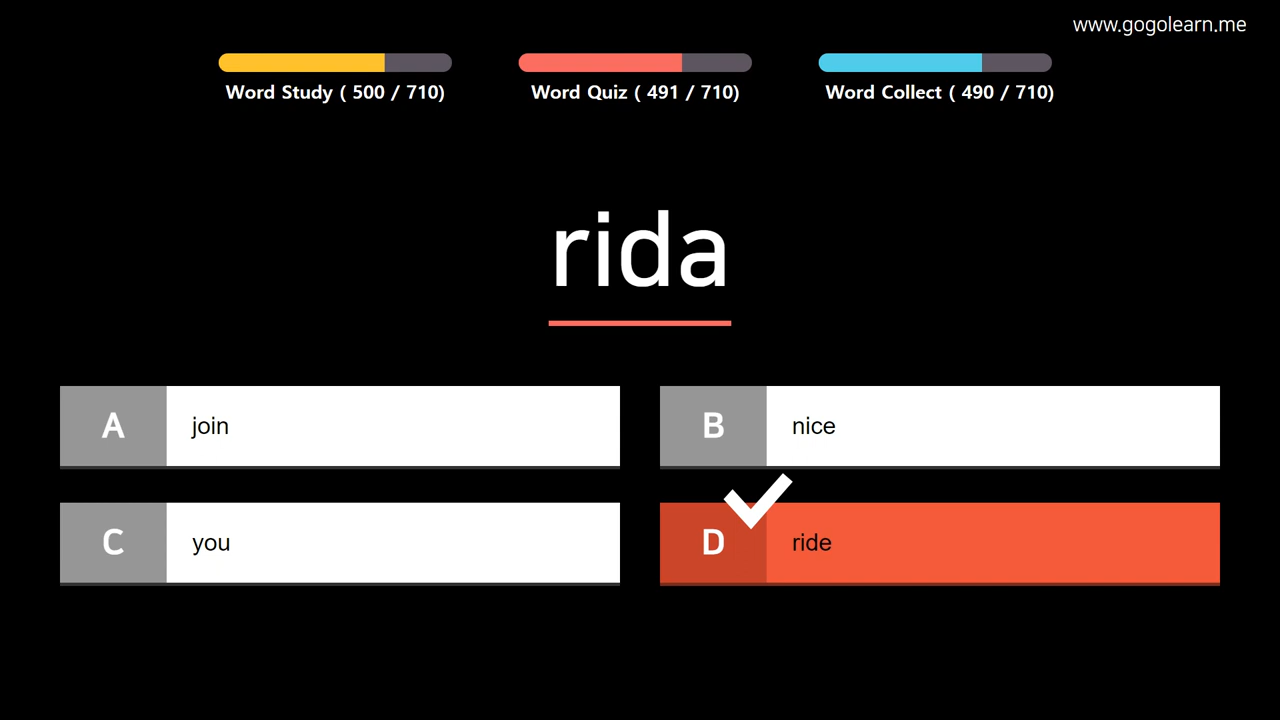 www.gogolearn.me
Word Study ( 500 / 710)
Word Quiz ( 491 / 710)
Word Collect ( 490 / 710)
rida
A join
B nice
C you
D ride